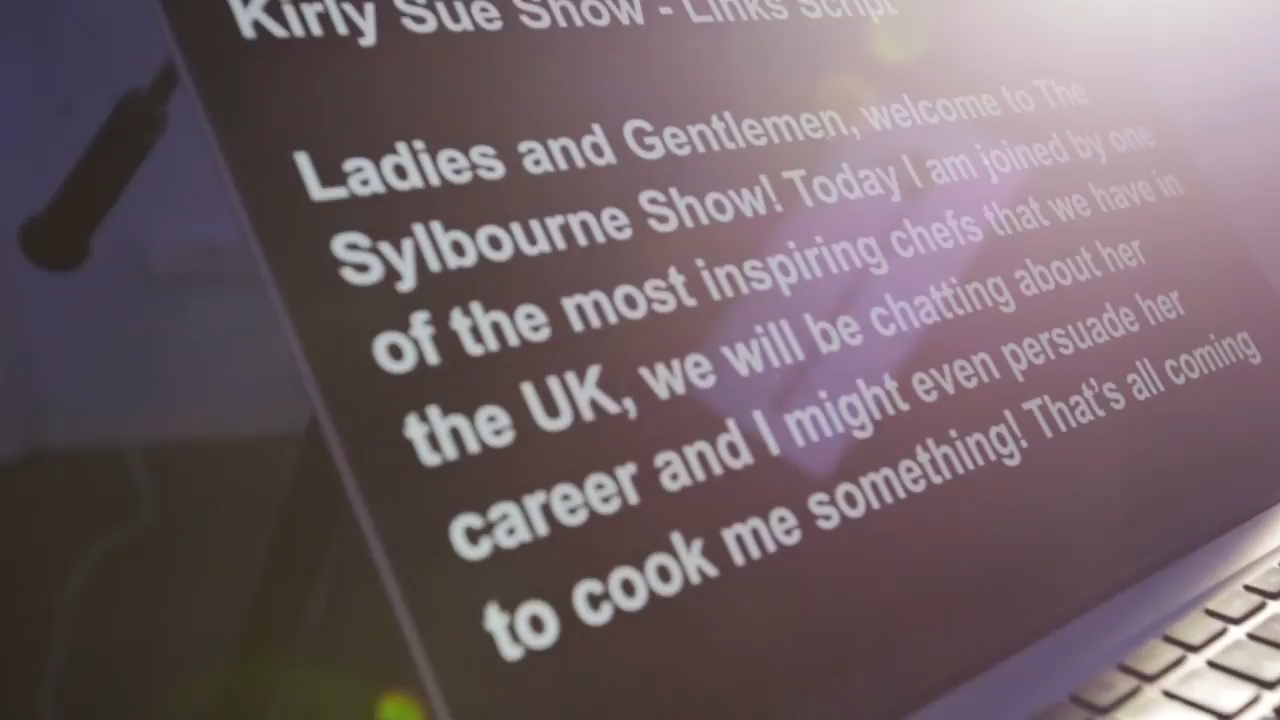 Kirly Sue Show - Links Script
Ladies and Gentlemen, welcome to The
Sylbourne Show! Today I am joined by one
of the most inspiring chefs that we have in
the UK, we will be chatting about her
career and I might even persuade her
to cook me something! That's all coming